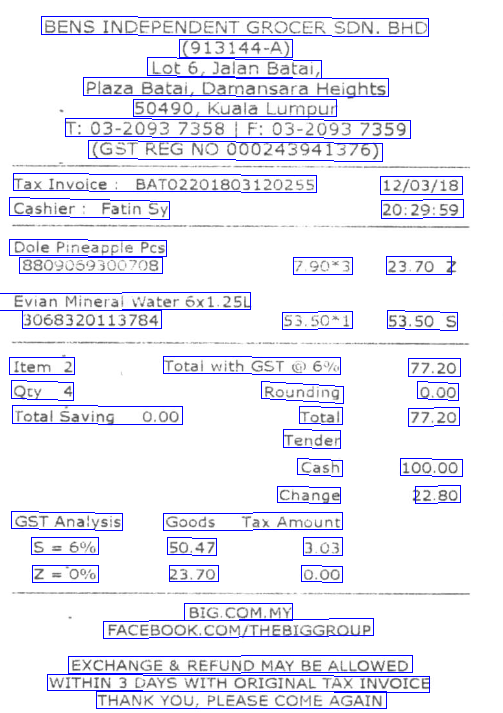 BENS INDEPENDENT GROCER SDN. BHD
(913144-A)
Lot 6, Jalan Batai,
Plaza Batai, Damansara Heights
50490, Kuala Lumpur
T: 03-2093 7358 | F: 03-2093 7359
(GST REG NO 000243941376)
Tax Invoice : BAT02201803120255 12/03/18
Cashier : Fatin Sy 20:29:59
Dole Pineapple Pcs
8809069300708 7.90*3 23.70 Z
Evian Mineral Water 6x1.25L
3068320113784 53.50*1 53.50 S
Item 2 Total with GST @ 6% 77.20
Qty 4 Rounding 0.00
Total Saving 0.00 Total 77.20
Tender
Cash 100.00
Change 22.80
GST Analysis Goods Tax Amount
S = 6% 50.47 3.03
Z = 0% 23.70 0.00
BIG.COM.MY
FACEBOOK.COM/THEBIGGROUP
EXCHANGE & REFUND MAY BE ALLOWED
WITHIN 3 DAYS WITH ORIGINAL TAX INVOICE
THANK YOU, PLEASE COME AGAIN